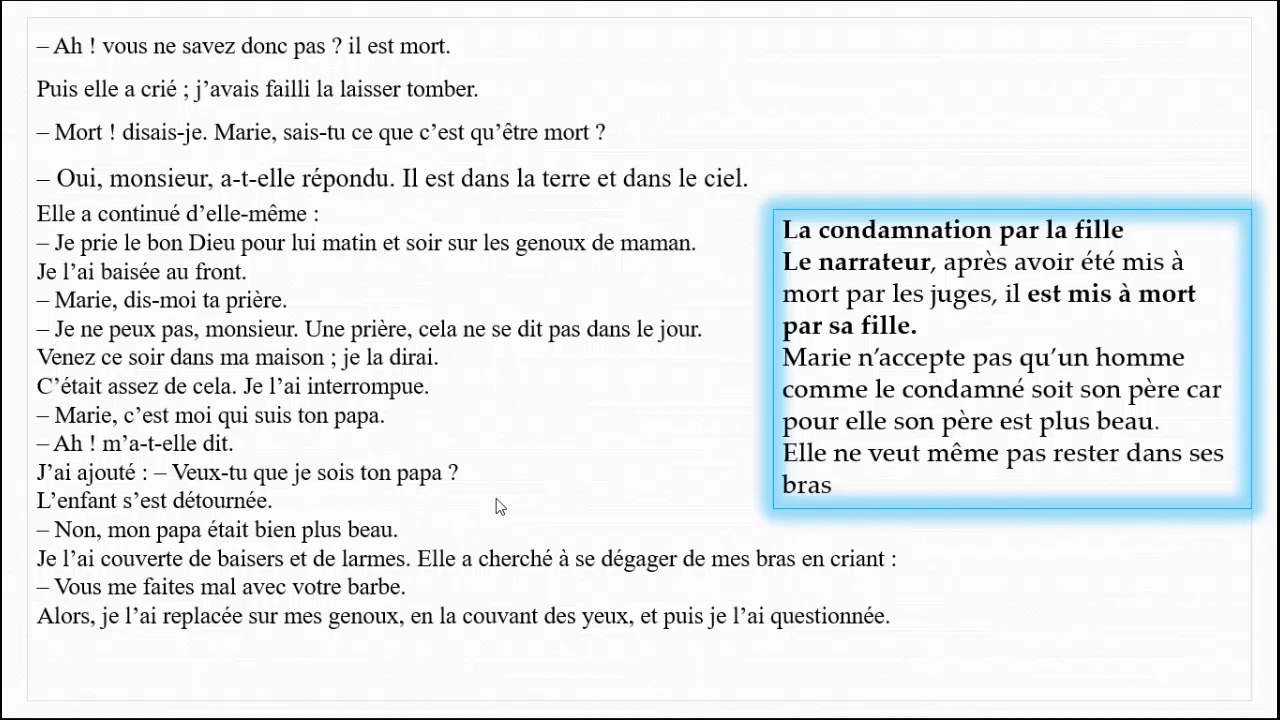 – Ah ! vous ne savez donc pas ? il est mort.
Puis elle a crié ; j’avais failli la laisser tomber.
– Mort ! disais-je. Marie, sais-tu ce que c’est qu’être mort ?
– Oui, monsieur, a-t-elle répondu. Il est dans la terre et dans le ciel.
Elle a continué d’elle-même :
– Je prie le bon Dieu pour lui matin et soir sur les genoux de maman.
Je l’ai baisée au front.
– Marie, dis-moi ta prière.
– Je ne peux pas, monsieur. Une prière, cela ne se dit pas dans le jour.
Venez ce soir dans ma maison ; je la dirai.
C’était assez de cela. Je l’ai interrompue.
– Marie, c’est moi qui suis ton papa.
– Ah ! m’a-t-elle dit.
J’ai ajouté : – Veux-tu que je sois ton papa ?
L’enfant s’est détournée.
– Non, mon papa était bien plus beau.
Je l’ai couverte de baisers et de larmes. Elle a cherché à se dégager de mes bras en criant :
– Vous me faites mal avec votre barbe.
Alors, je l’ai replacée sur mes genoux, en la couvant des yeux, et puis je l’ai questionnée.
La condamnation par la fille
Le narrateur, après avoir été mis à
mort par les juges, il est mis à mort
par sa fille.
Marie n’accepte pas qu’un homme
comme le condamné soit son père car
pour elle son père est plus beau.
Elle ne veut même pas rester dans ses
bras